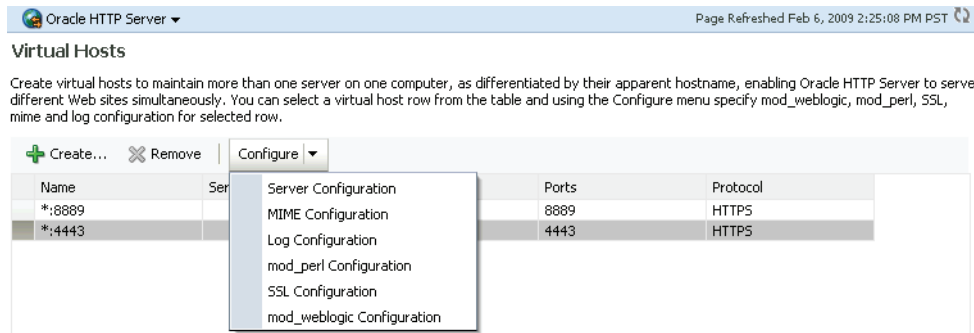 Oracle HTTP Server
Page Refreshed Feb 6, 2009 2:25:08 PM PST
Virtual Hosts
Create virtual hosts to maintain more than one server on one computer, as differentiated by their apparent hostname, enabling Oracle HTTP Server to serve
different Web sites simultaneously. You can select a virtual host row from the table and using the Configure menu specify mod_weblogic, mod_perl, SSL,
mime and log configuration for selected row.
Create... Remove Configure
Name Ser Ports Protocol
*:8889 8889 HTTPS
*:4443 4443 HTTPS
Server Configuration
MIME Configuration
Log Configuration
mod_perl Configuration
SSL Configuration
mod_weblogic Configuration